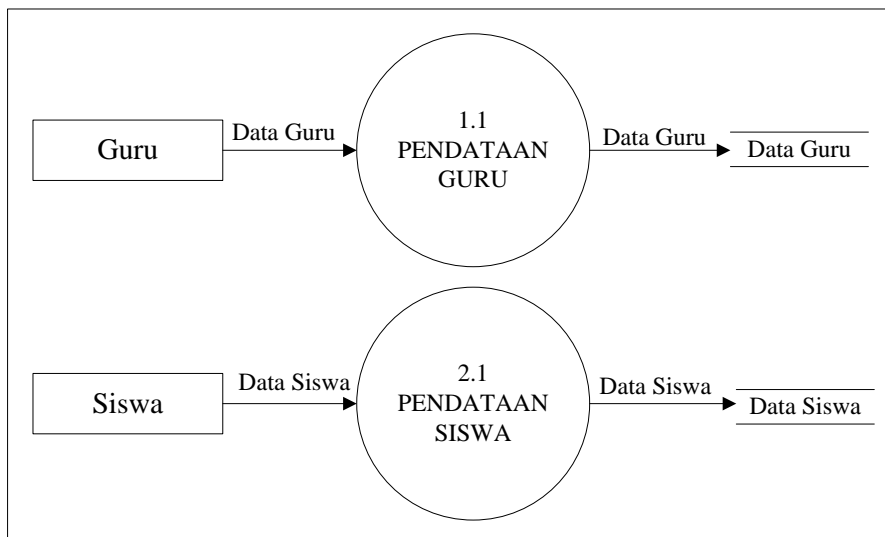 Guru
Data Guru
1.1
PENDATAAN
GURU
Data Guru
Data Guru
Siswa
Data Siswa
2.1
PENDATAAN
SISWA
Data Siswa
Data Siswa